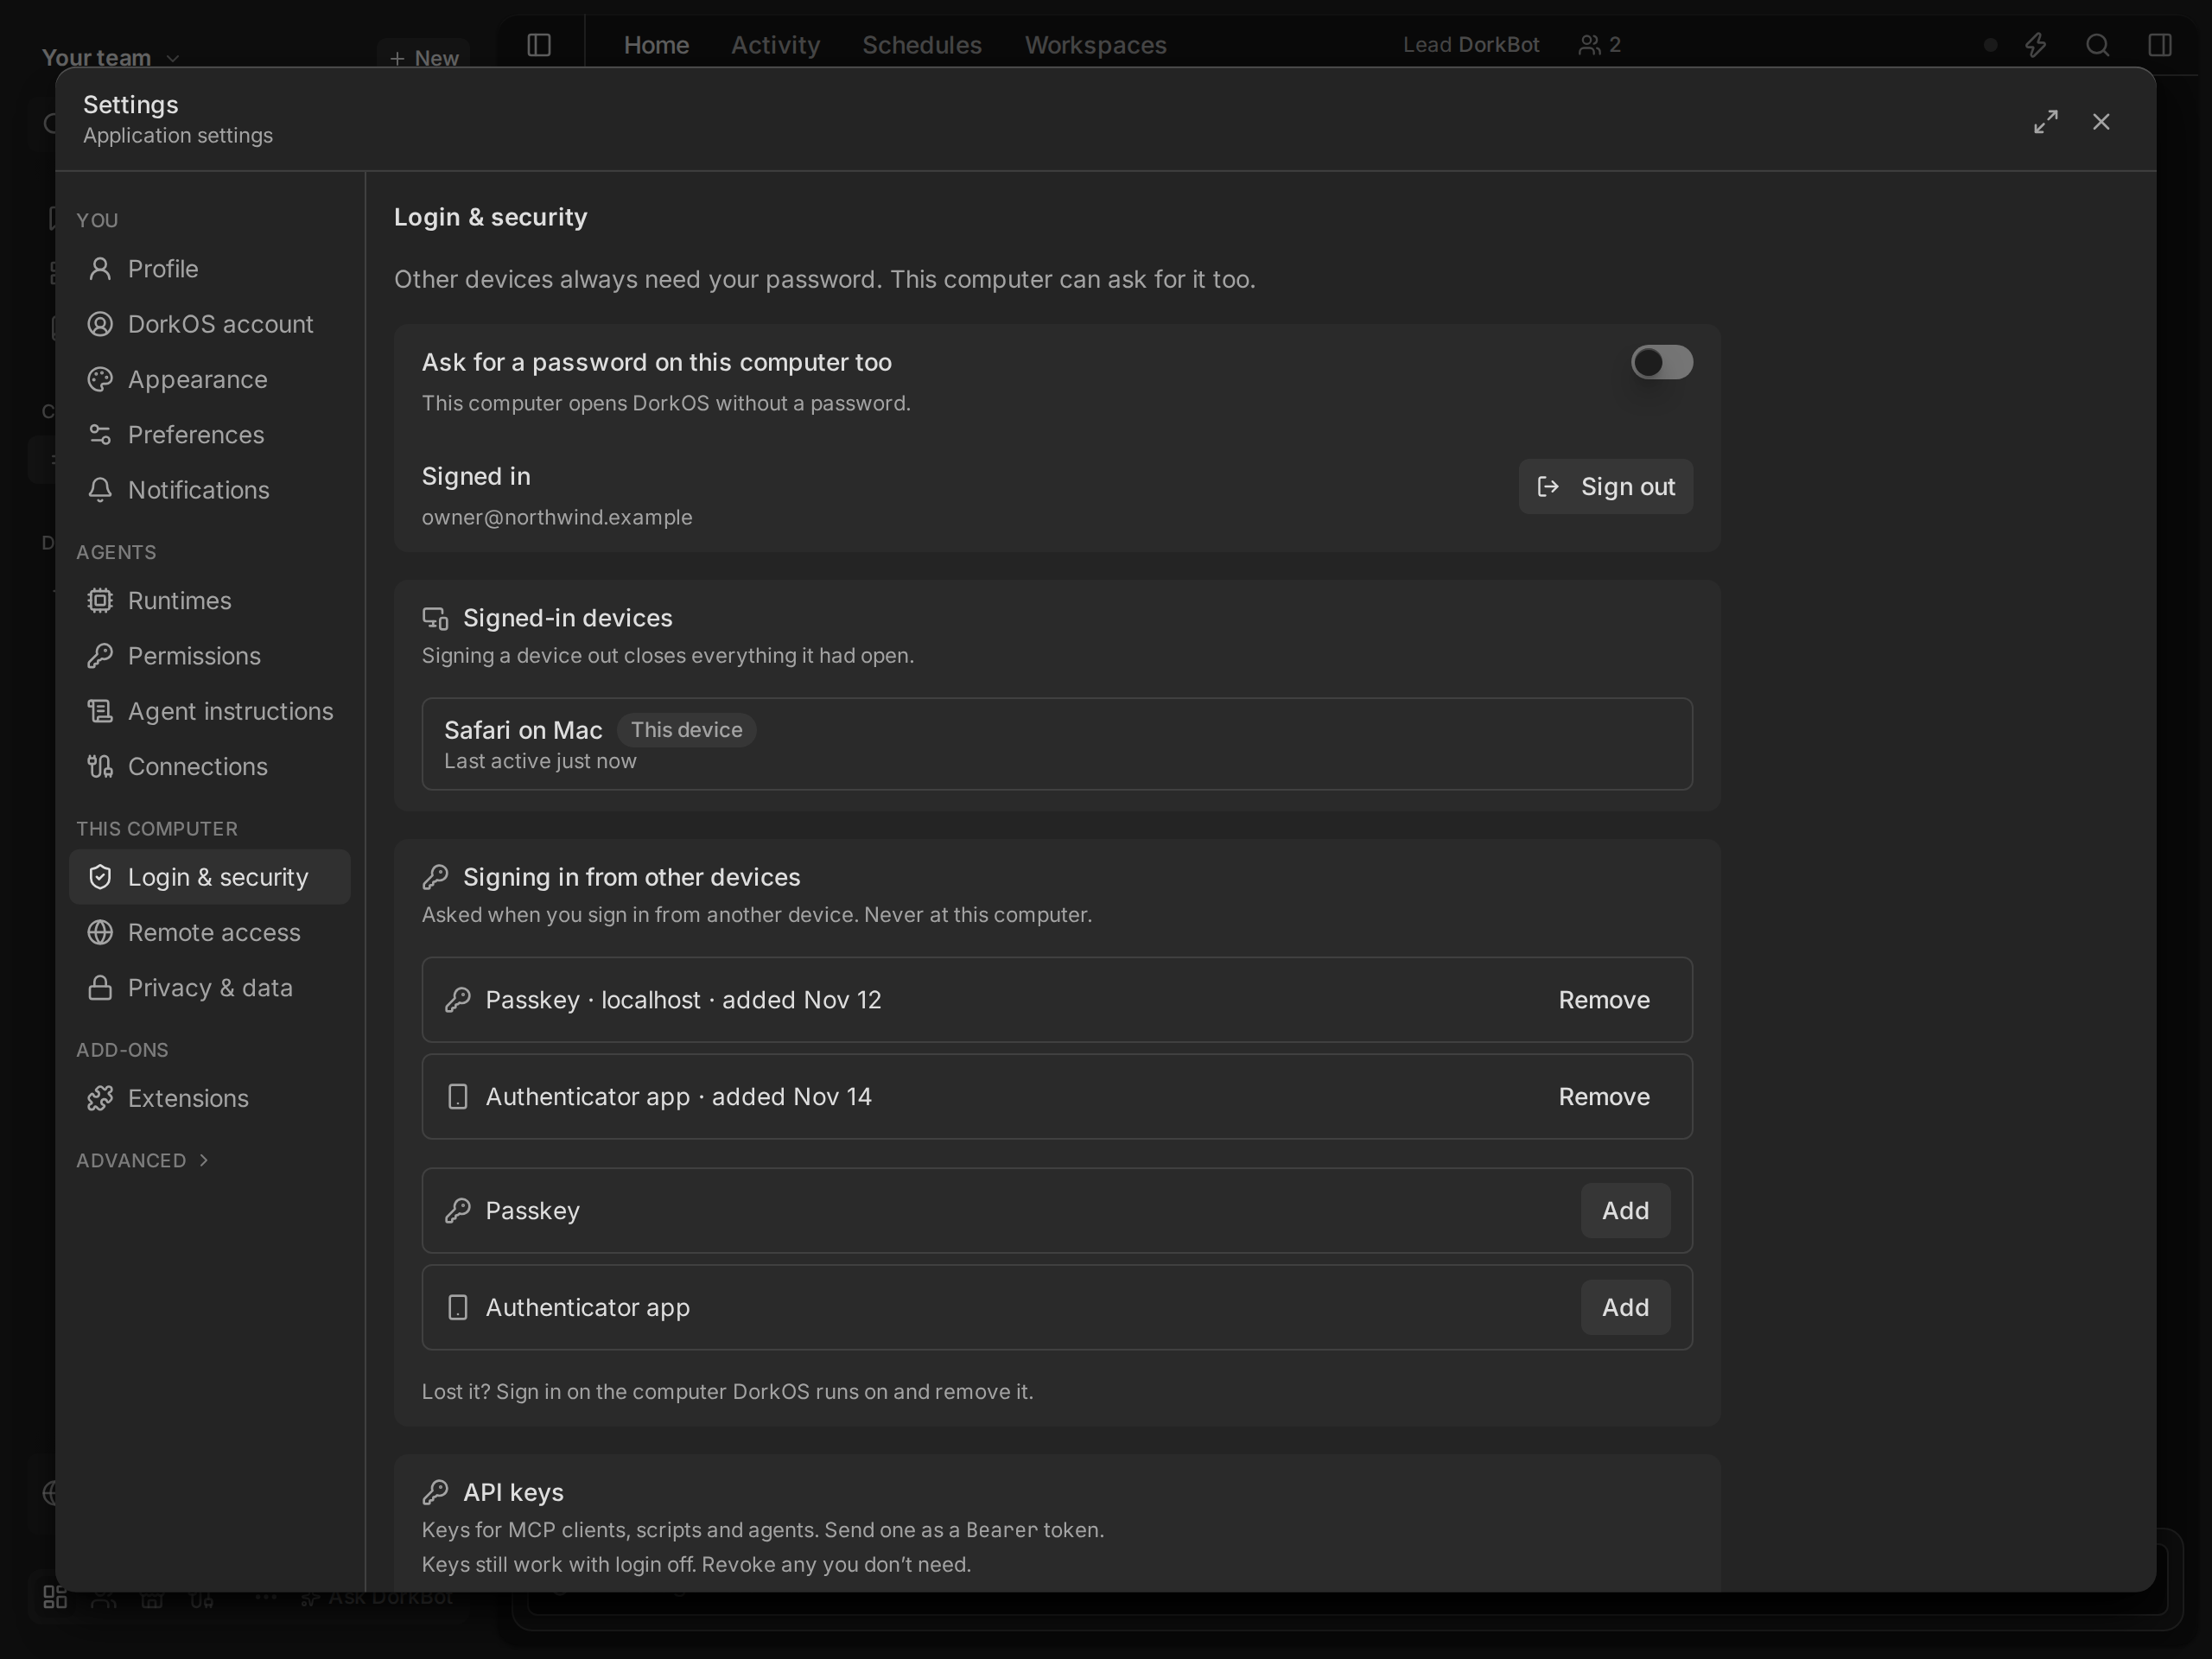 Your team
New
Home
Activity
Schedules
Workspaces
Lead DorkBot
2
Settings
Application settings
YOU
Profile
DorkOS account
Appearance
Preferences
Notifications
AGENTS
Runtimes
Permissions
Agent instructions
Connections
THIS COMPUTER
Login & security
Remote access
Privacy & data
ADD-ONS
Extensions
ADVANCED
Login & security
Other devices always need your password. This computer can ask for it too.
Ask for a password on this computer too
This computer opens DorkOS without a password.
Signed in
owner@northwind.example
Sign out
Signed-in devices
Signing a device out closes everything it had open.
Safari on Mac
This device
Last active just now
Signing in from other devices
Asked when you sign in from another device. Never at this computer.
Passkey · localhost · added Nov 12
Remove
Authenticator app · added Nov 14
Remove
Passkey
Add
Authenticator app
Add
Lost it? Sign in on the computer DorkOS runs on and remove it.
API keys
Keys for MCP clients, scripts and agents. Send one as a Bearer token.
Keys still work with login off. Revoke any you don’t need.
Ask DorkBot